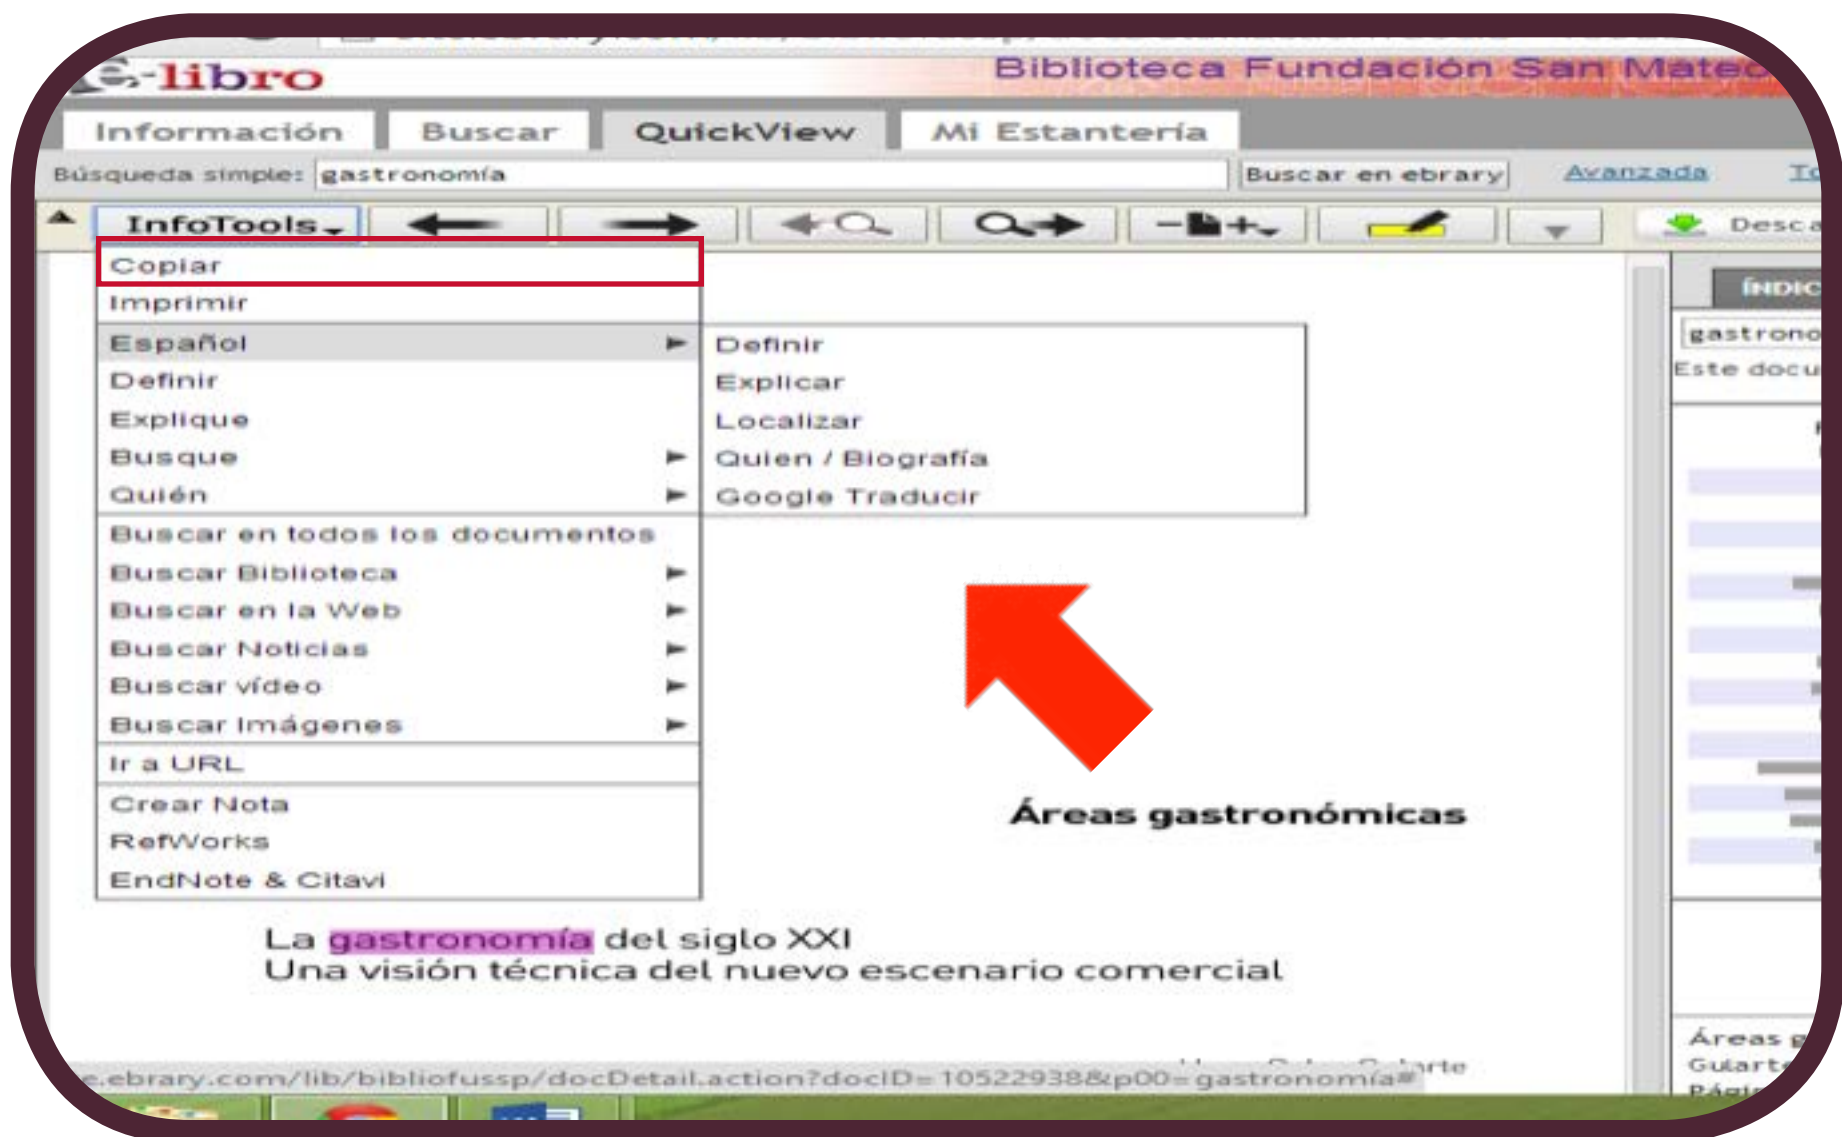 e-libro
Biblioteca Fundación San Mateo
Información Buscar QuickView Mi Estantería
Búsqueda simple: gastronomía Buscar en ebrary Avanzada
InfoTools
Copiar
Imprimir
Español
Definir
Explique
Busque
Quién
Buscar en todos los documentos
Buscar Biblioteca
Buscar en la Web
Buscar Noticias
Buscar vídeo
Buscar Imágenes
Ir a URL
Crear Nota
RefWorks
EndNote & Citavi
Definir
Explicar
Localizar
Quien / Biografía
Google Traducir
Áreas gastronómicas
La gastronomía del siglo XXI
Una visión técnica del nuevo escenario comercial
e.ebrary.com/lib/bibliofussp/docDetail.action?docID=10522938&p00=gastronomía#
Descar
ÍNDIC
gastrono
Este docu
Áreas g
Guiarte
Págin